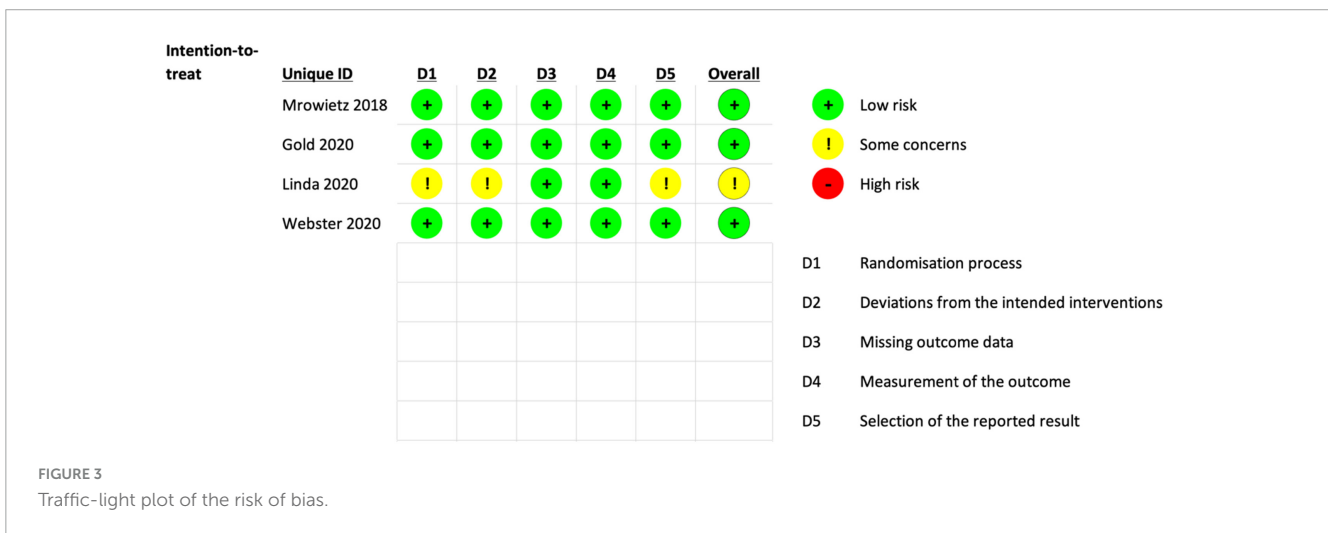 Intention-to-
treat
Unique ID D1 D2 D3 D4 D5 Overall
Mrowietz 2018 + + + + + +
Gold 2020 + + + + + +
Linda 2020 ! ! + + ! !
Webster 2020 + + + + + +
+ Low risk
! Some concerns
- High risk
D1 Randomisation process
D2 Deviations from the intended interventions
D3 Missing outcome data
D4 Measurement of the outcome
D5 Selection of the reported result
FIGURE 3
Traffic-light plot of the risk of bias.